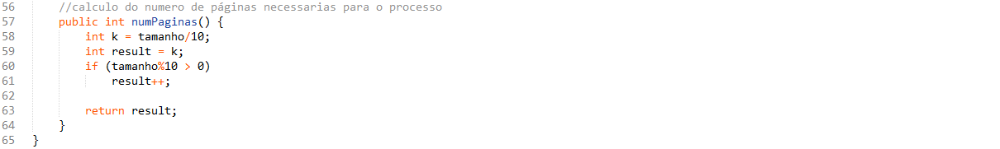 56 //calculo do numero de páginas necessarias para o processo
57 public int numPaginas() {
58 int k = tamanho/10;
59 int result = k;
60 if (tamanho%10 > 0)
61 result++;
62
63 return result;
64 }
65 }